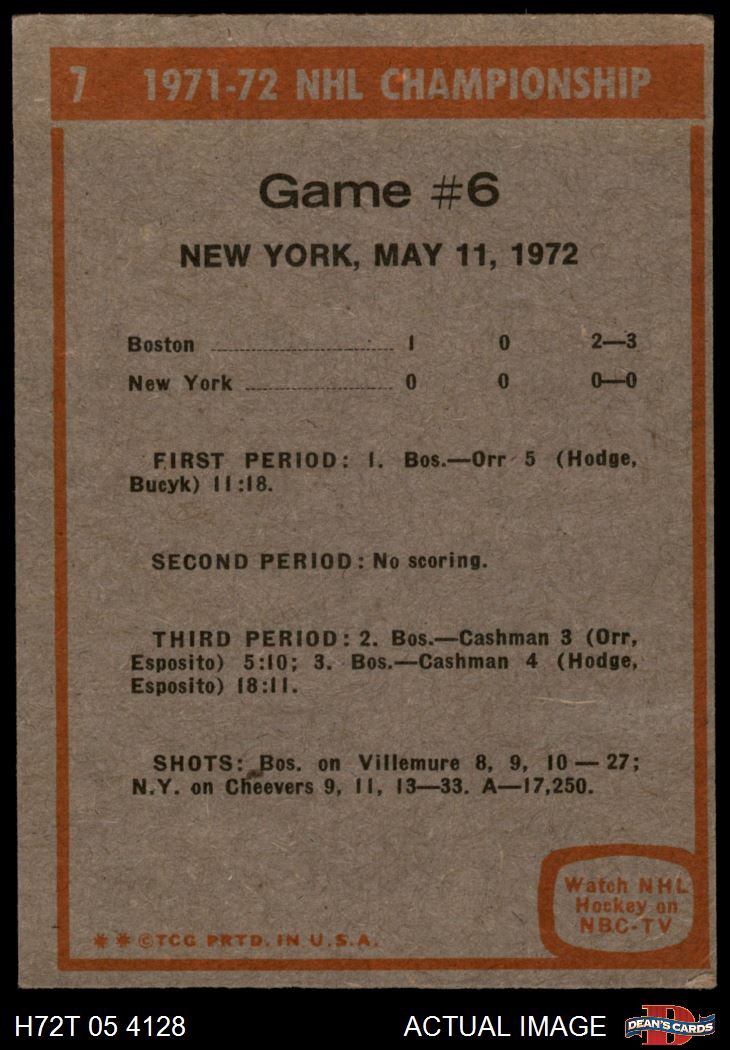 7 1971-72 NHL CHAMPIONSHIP
Game #6
NEW YORK, MAY 11, 1972
Boston ........................ 1 0 2—3
New York ........................ 0 0 0—0
FIRST PERIOD: 1. Bos.—Orr 5 (Hodge,
Bucyk) 11:18.
SECOND PERIOD: No scoring.
THIRD PERIOD: 2. Bos.—Cashman 3 (Orr,
Esposito) 5:10; 3. Bos.—Cashman 4 (Hodge,
Esposito) 18:11.
SHOTS: Bos. on Villemure 8, 9, 10—27;
N.Y. on Cheevers 9, 11, 13—33. A—17,250.
Watch NHL
Hockey on
NBC-TV
* * ©TCG PRTD. IN U.S.A.
H72T 05 4128
ACTUAL IMAGE
D
DEAN'S CARDS